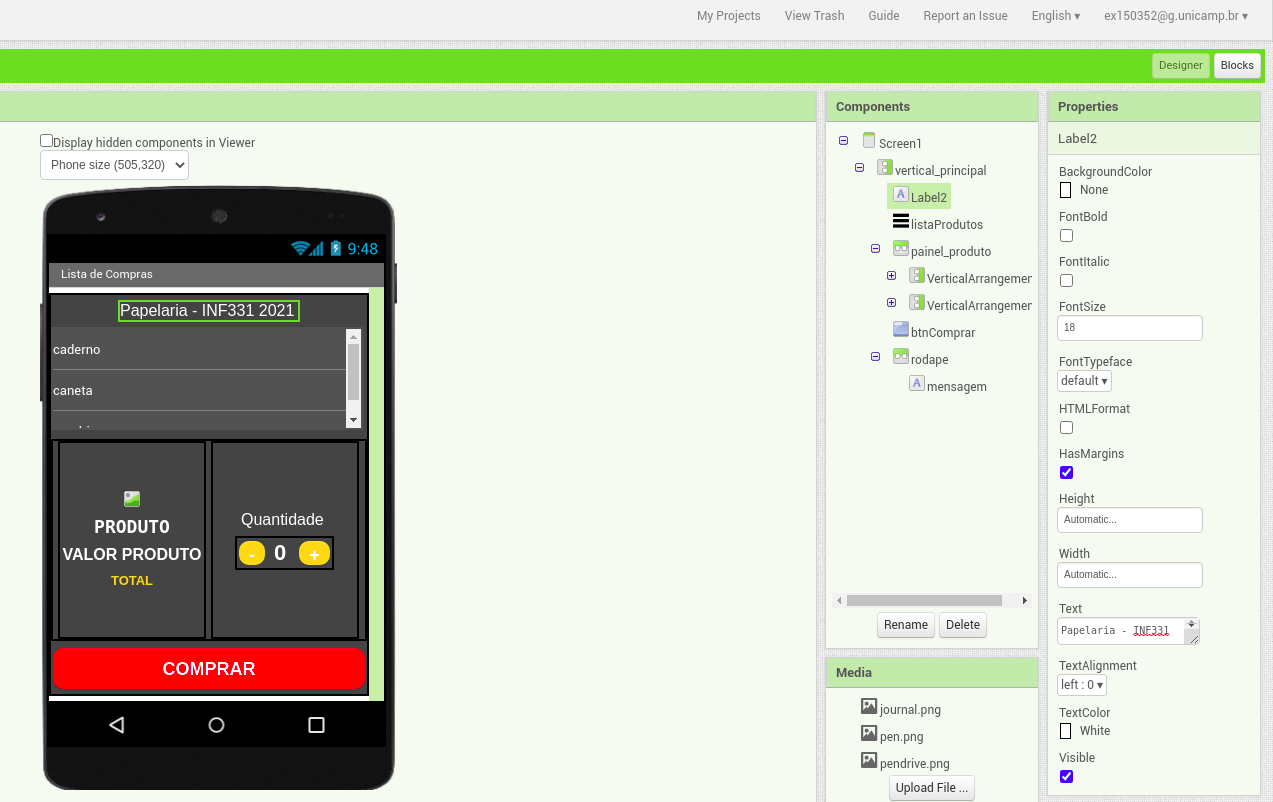 My Projects View Trash Guide Report an Issue English ▾ ex150352@g.unicamp.br ▾
Designer Blocks
Display hidden components in Viewer
Phone size (505,320)
9:48
Lista de Compras
Papelaria - INF331 2021
caderno
caneta
PRODUTO
VALOR PRODUTO
TOTAL
Quantidade
- 0 +
COMPRAR
Components
Screen1
vertical_principal
Label2
listaProdutos
painel_produto
VerticalArrangemen
VerticalArrangemen
btnComprar
rodape
mensagem
Rename Delete
Media
journal.png
pen.png
pendrive.png
Upload File ...
Properties
Label2
BackgroundColor
None
FontBold
FontItalic
FontSize
18
FontTypeface
default ▾
HTMLFormat
HasMargins
Height
Automatic...
Width
Automatic...
Text
Papelaria - INF331
TextAlignment
left : 0 ▾
TextColor
White
Visible